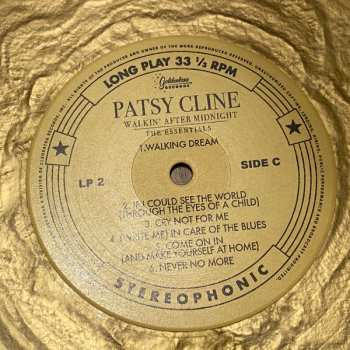 LONG PLAY 33 ⅓ RPM
Goldenlane
RECORDS
PATSY CLINE
WALKIN' AFTER MIDNIGHT
THE ESSENTIALS
1. WALKING DREAM
LP 2
SIDE C
2. IF I COULD SEE THE WORLD
(THROUGH THE EYES OF A CHILD)
3. CRY NOT FOR ME
4. (WRITE ME) IN CARE OF THE BLUES
5. COME ON IN
(AND MAKE YOURSELF AT HOME)
6. NEVER NO MORE
STEREOPHONIC